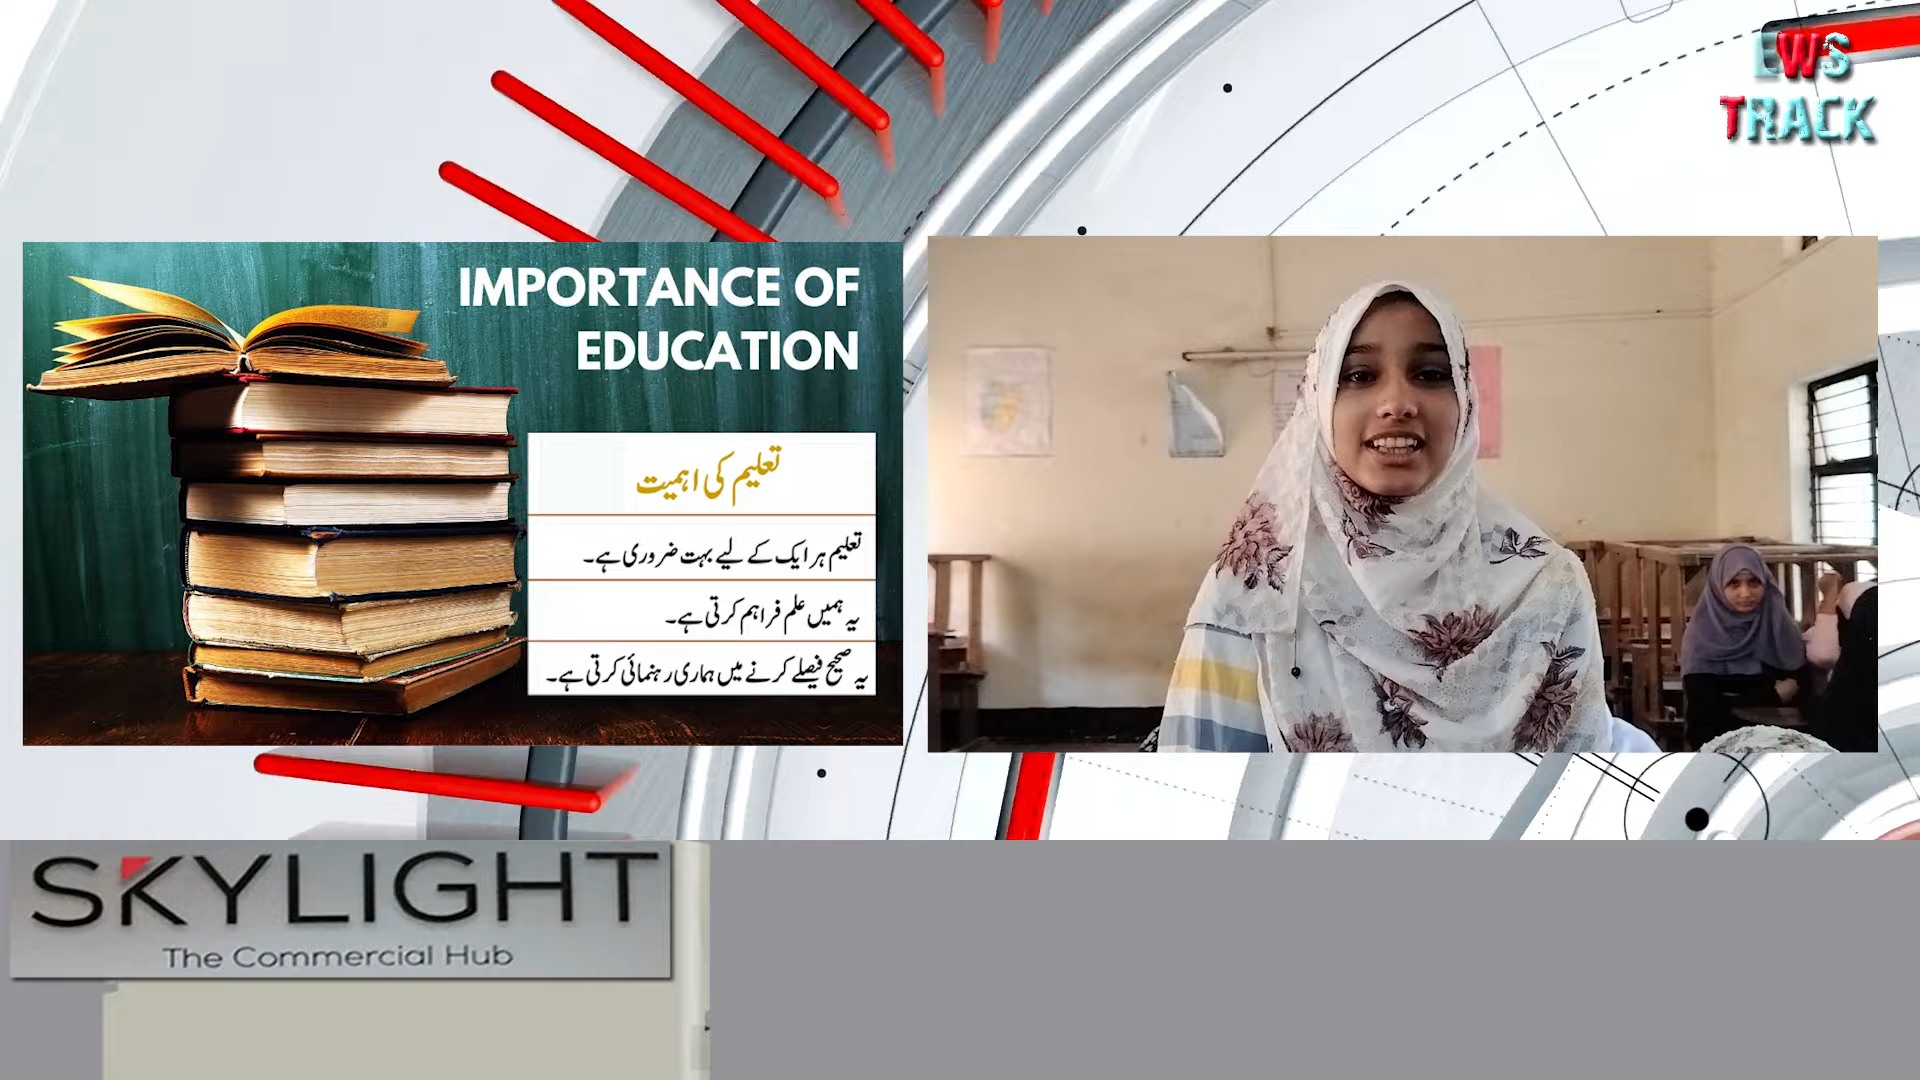 EWS
TRACK
IMPORTANCE OF
EDUCATION
تعلیم کی اہمیت
تعلیم ہر ایک کے لیے بہت ضروری ہے۔
یہ ہمیں علم فراہم کرتی ہے۔
یہ صحیح فیصلے کرنے میں ہماری رہنمائی کرتی ہے۔
SKYLIGHT
The Commercial Hub